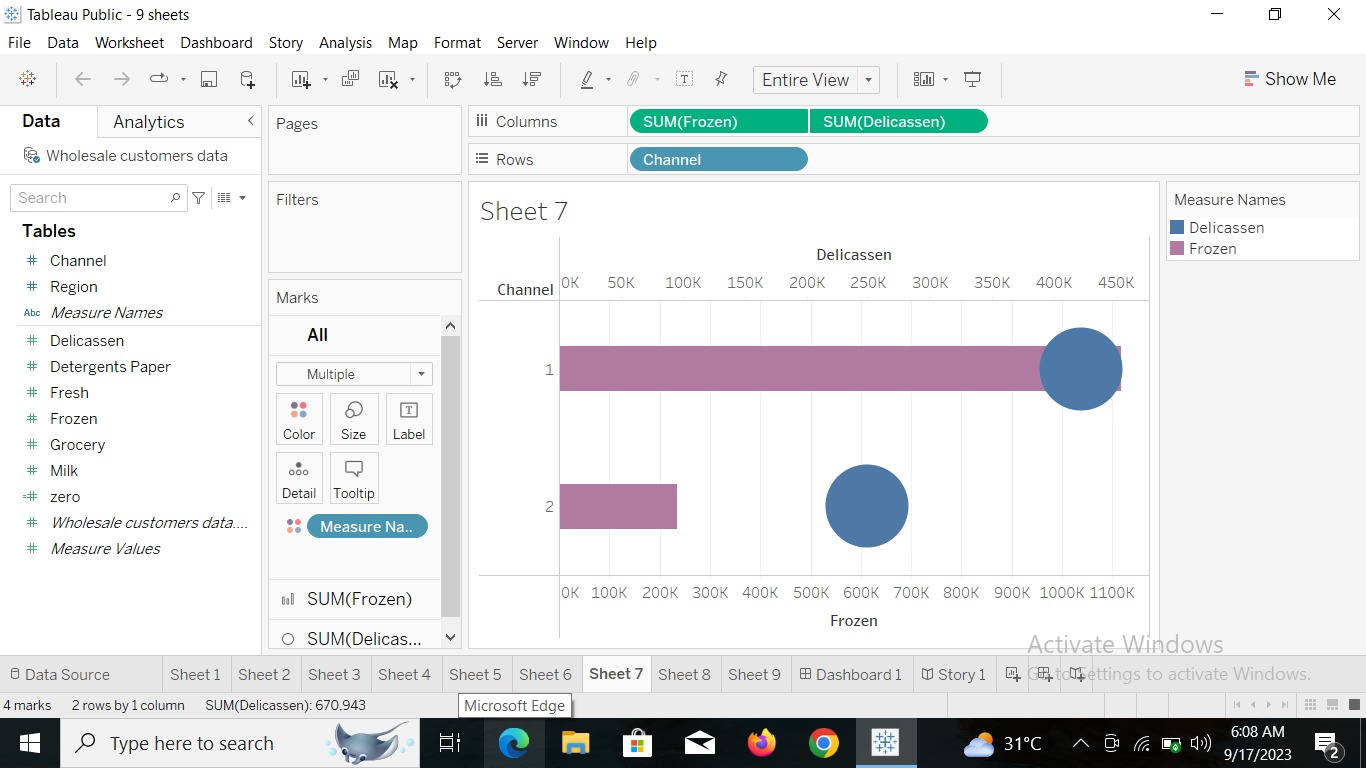 Tableau Public - 9 sheets
File Data Worksheet Dashboard Story Analysis Map Format Server Window Help
Entire View
Show Me
Data Analytics
Wholesale customers data
Search
Tables
Channel
Region
Abc Measure Names
Delicassen
Detergents Paper
Fresh
Frozen
Grocery
Milk
zero
Wholesale customers data....
Measure Values
Pages
Filters
Marks
All
Multiple
Color Size Label
Detail Tooltip
Measure Na..
SUM(Frozen)
SUM(Delicas...
Columns SUM(Frozen) SUM(Delicassen)
Rows Channel
Sheet 7
Delicassen
Channel 0K 50K 100K 150K 200K 250K 300K 350K 400K 450K
1
2
0K 100K 200K 300K 400K 500K 600K 700K 800K 900K 1000K 1100K
Frozen
Measure Names
Delicassen
Frozen
Activate Windows
Go to Settings to activate Windows.
Data Source Sheet 1 Sheet 2 Sheet 3 Sheet 4 Sheet 5 Sheet 6 Sheet 7 Sheet 8 Sheet 9 Dashboard 1 Story 1
4 marks 2 rows by 1 column SUM(Delicassen): 670,943
Microsoft Edge
Type here to search
31°C
6:08 AM
9/17/2023
2